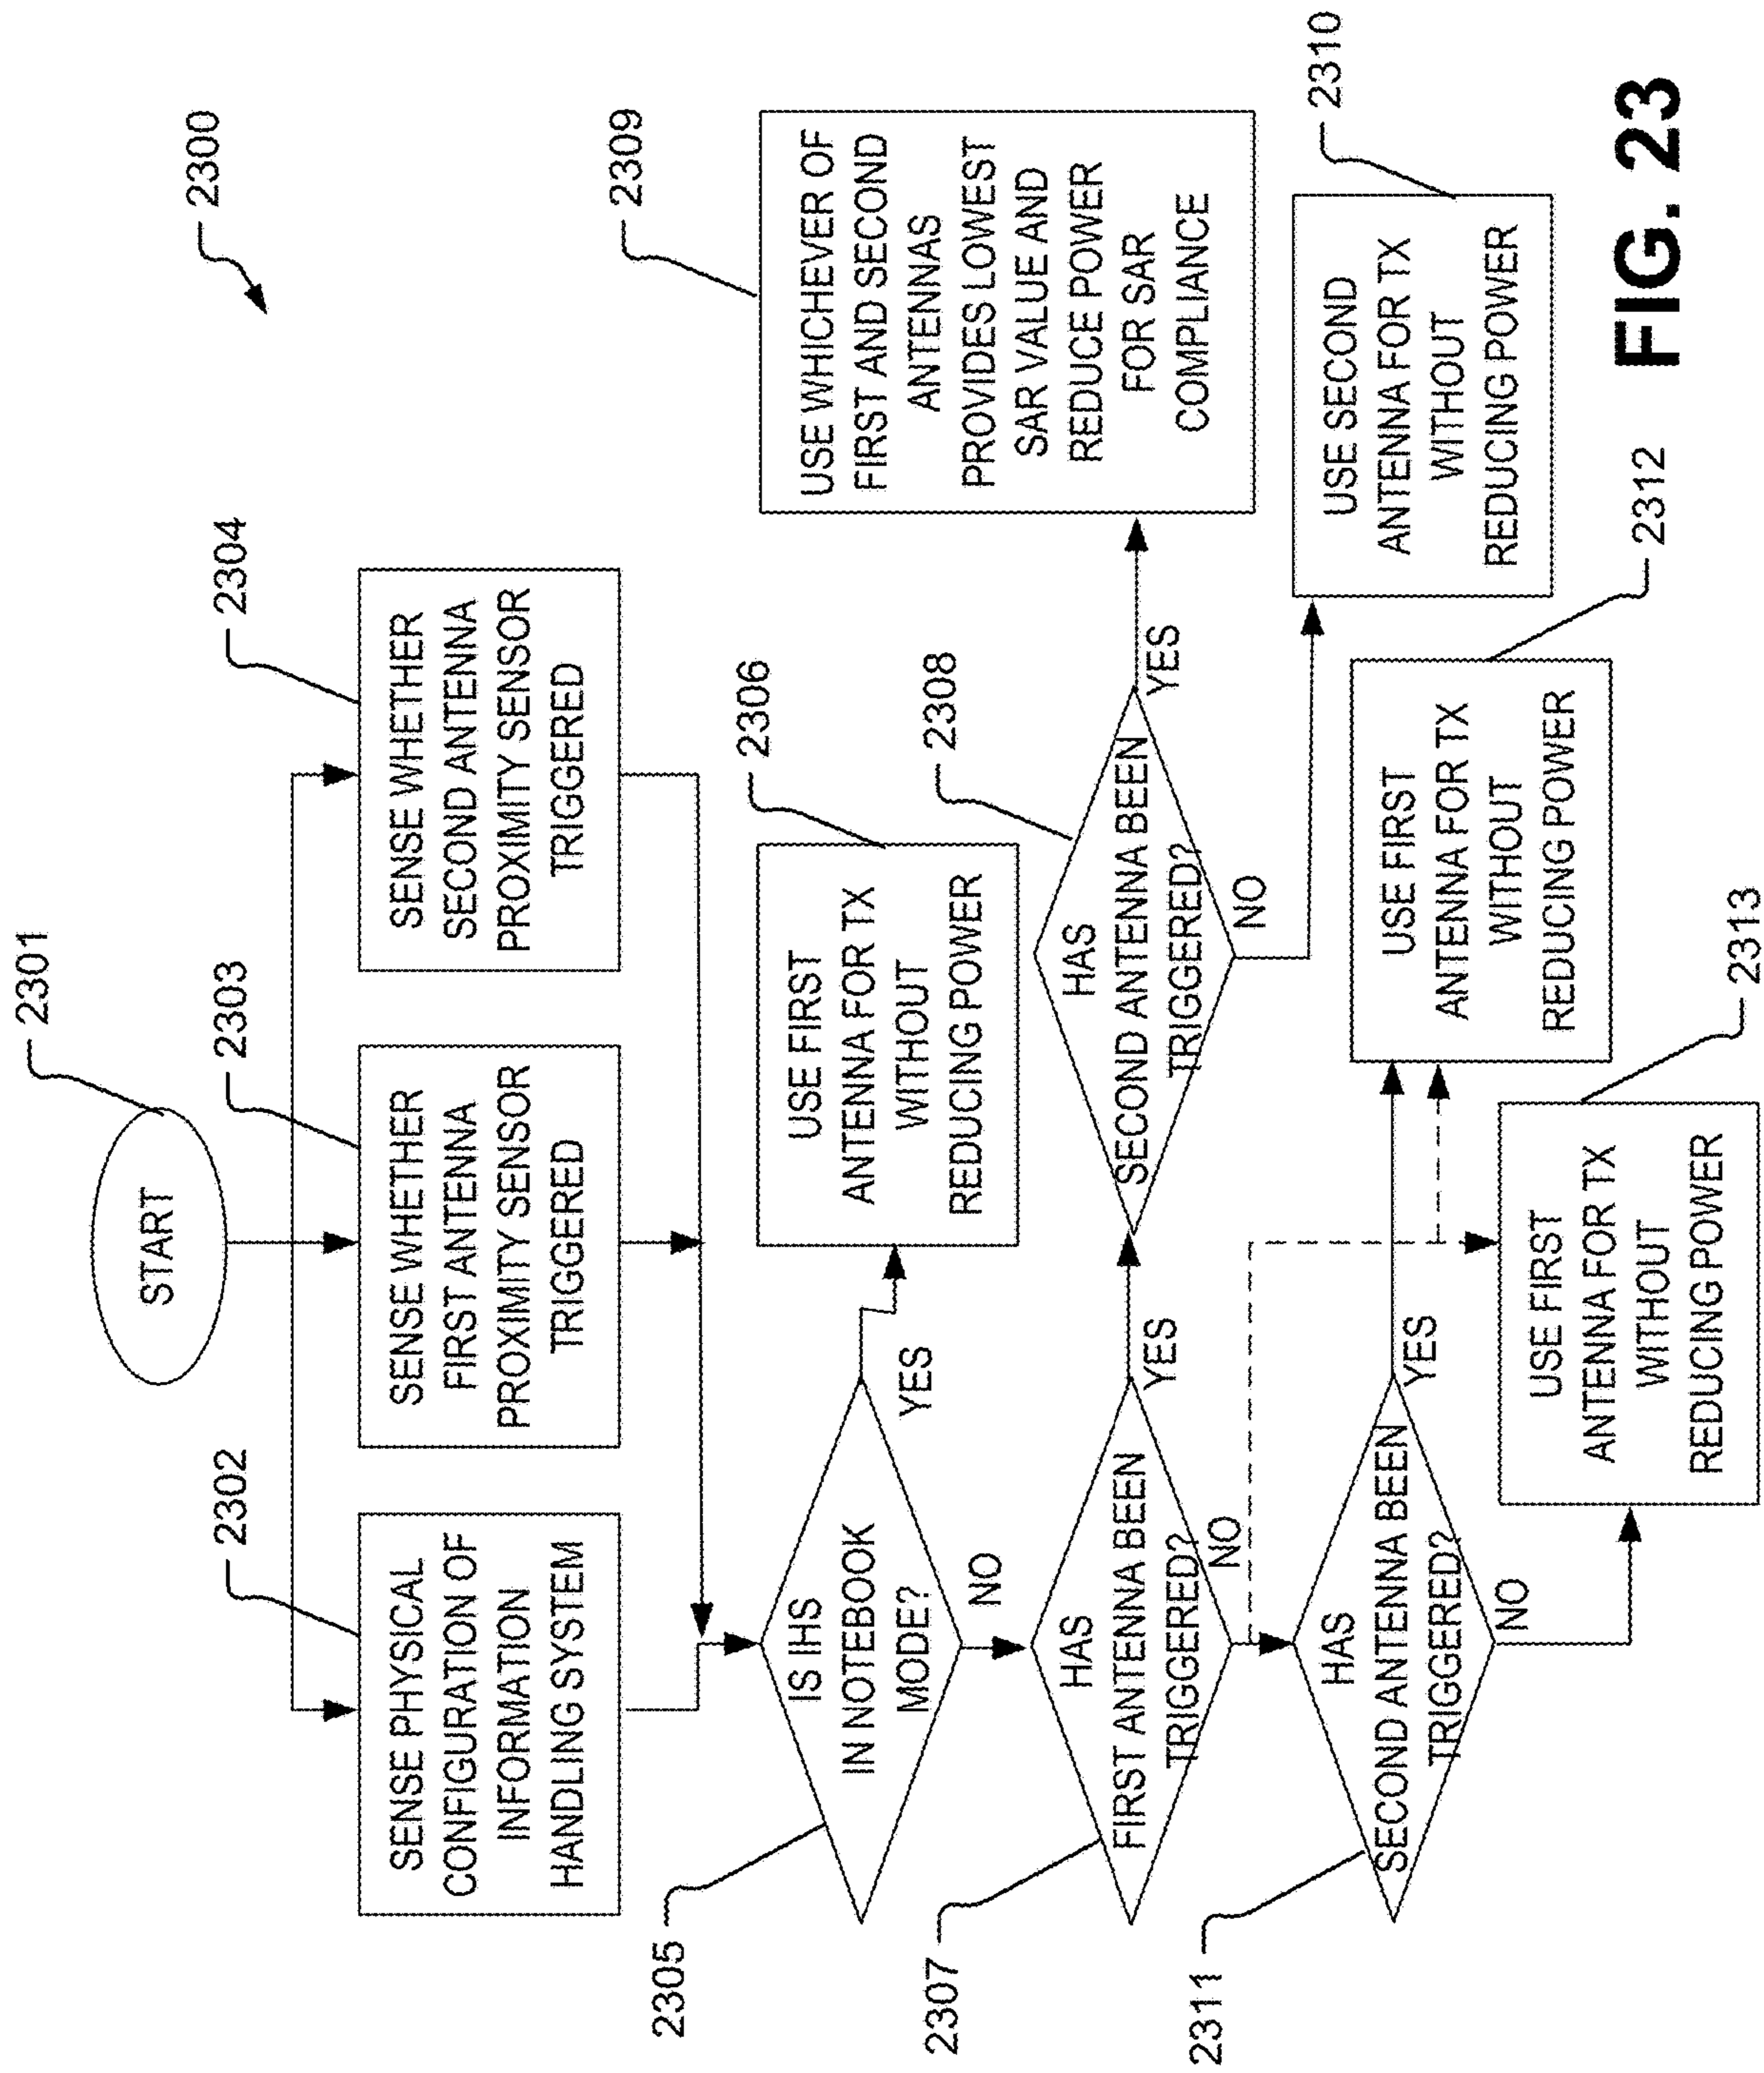 2300
2301
START
2302
SENSE PHYSICAL
CONFIGURATION OF
INFORMATION
HANDLING SYSTEM
2303
SENSE WHETHER
FIRST ANTENNA
PROXIMITY SENSOR
TRIGGERED
2304
SENSE WHETHER
SECOND ANTENNA
PROXIMITY SENSOR
TRIGGERED
2305
IS IHS
IN NOTEBOOK
MODE?
YES
NO
2306
USE FIRST
ANTENNA FOR TX
WITHOUT
REDUCING POWER
2307
HAS
FIRST ANTENNA BEEN
TRIGGERED?
YES
NO
2308
HAS
SECOND ANTENNA BEEN
TRIGGERED?
YES
NO
2309
USE WHICHEVER OF
FIRST AND SECOND
ANTENNAS
PROVIDES LOWEST
SAR VALUE AND
REDUCE POWER
FOR SAR
COMPLIANCE
2310
USE SECOND
ANTENNA FOR TX
WITHOUT
REDUCING POWER
2311
HAS
SECOND ANTENNA BEEN
TRIGGERED?
YES
NO
2312
USE FIRST
ANTENNA FOR TX
WITHOUT
REDUCING POWER
2313
USE FIRST
ANTENNA FOR TX
WITHOUT
REDUCING POWER
FIG. 23